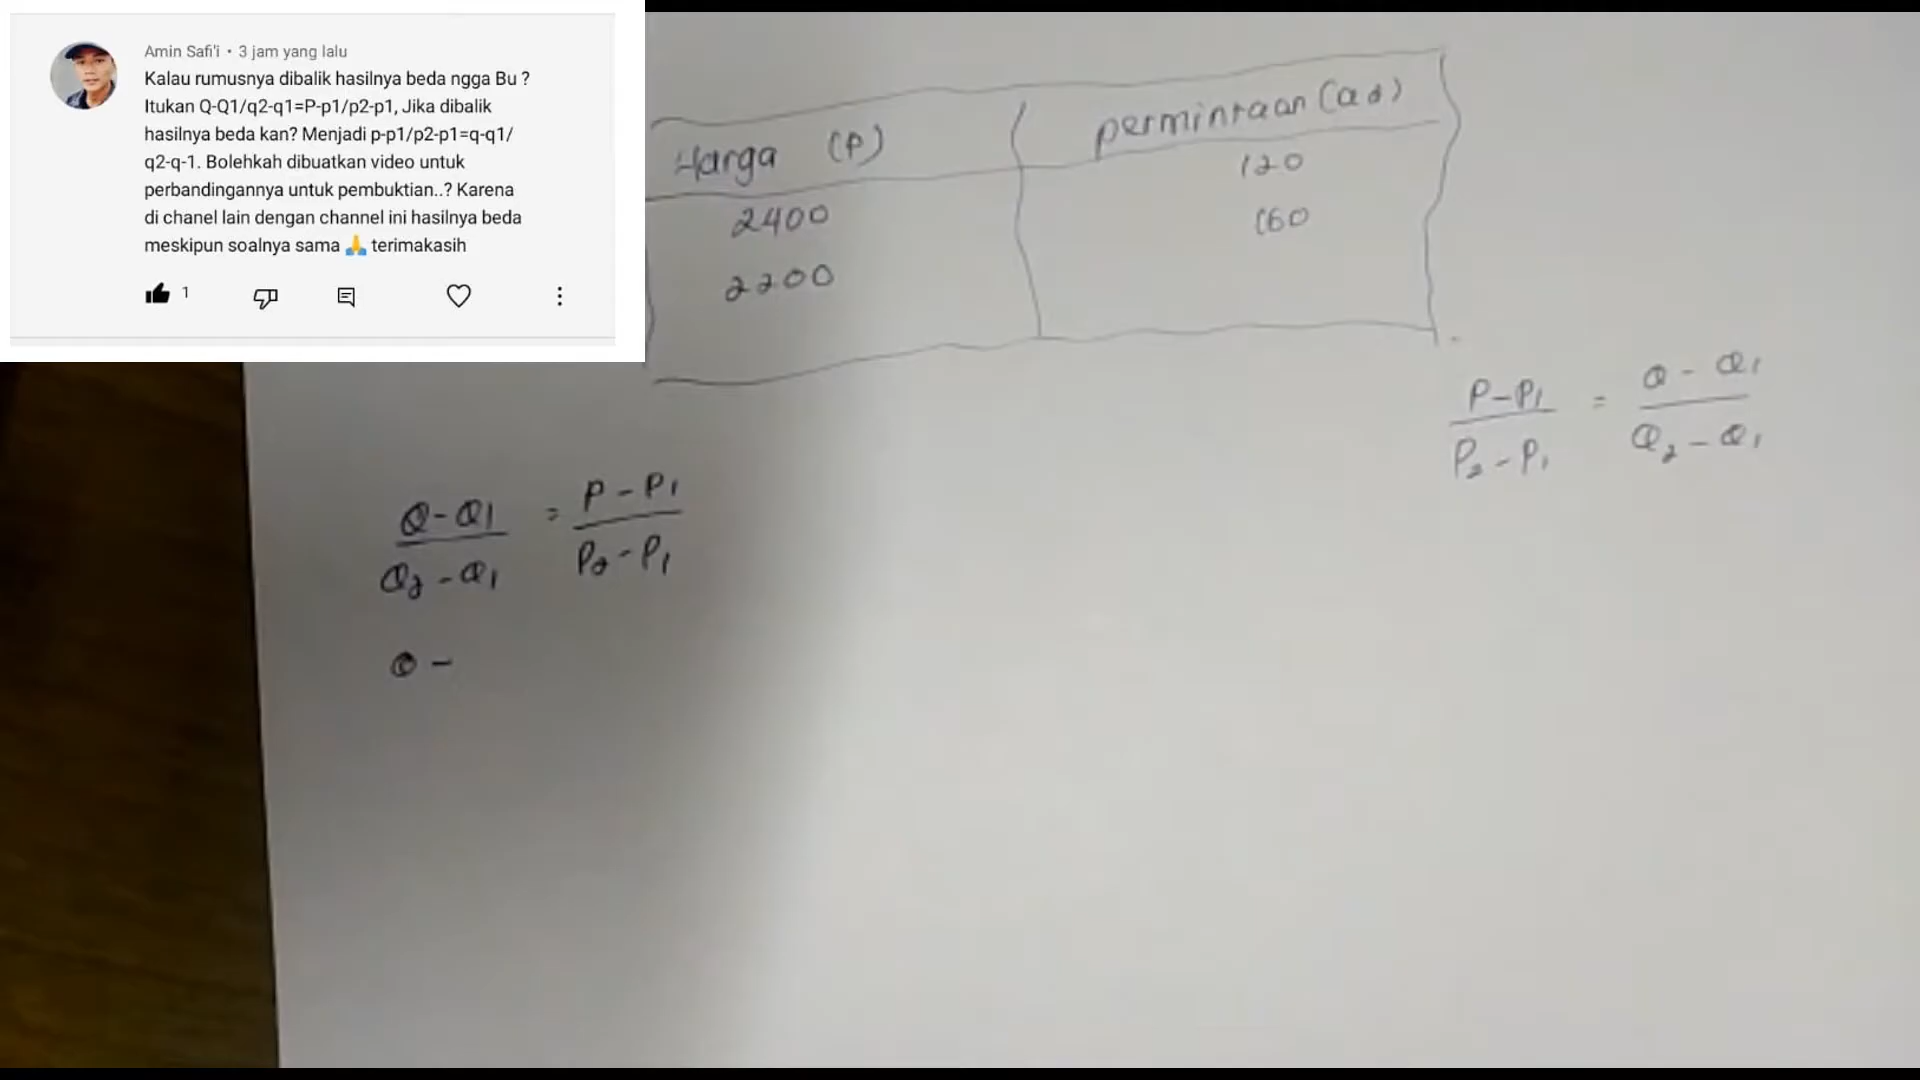 Amin Safi'i • 3 jam yang lalu
Kalau rumusnya dibalik hasilnya beda ngga Bu ?
Itukan Q-Q1/q2-q1=P-p1/p2-p1, Jika dibalik
hasilnya beda kan? Menjadi p-p1/p2-p1=q-q1/
q2-q-1. Bolehkah dibuatkan video untuk
perbandingannya untuk pembuktian..? Karena
di chanel lain dengan channel ini hasilnya beda
meskipun soalnya sama 🙏 terimakasih
1
Harga (P) permintaan (Qd)
2400 120
2200 160
P - P1 / P2 - P1 = Q - Q1 / Q2 - Q1
Q - Q1 / Q2 - Q1 = P - P1 / P2 - P1
Q -